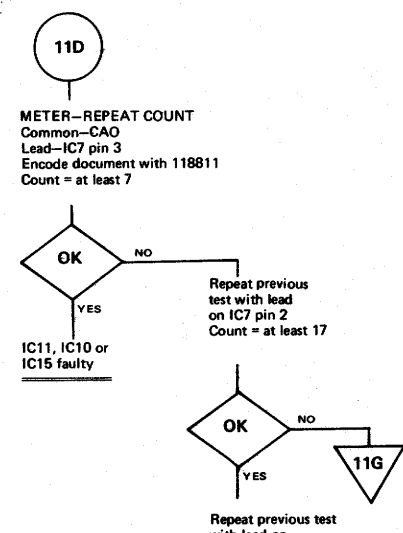 11D
METER–REPEAT COUNT
Common–CAO
Lead–IC7 pin 3
Encode document with 118811
Count = at least 7
OK
NO
YES
IC11, IC10 or
IC15 faulty
Repeat previous
test with lead
on IC7 pin 2
Count = at least 17
OK
NO
11G
YES
Repeat previous test